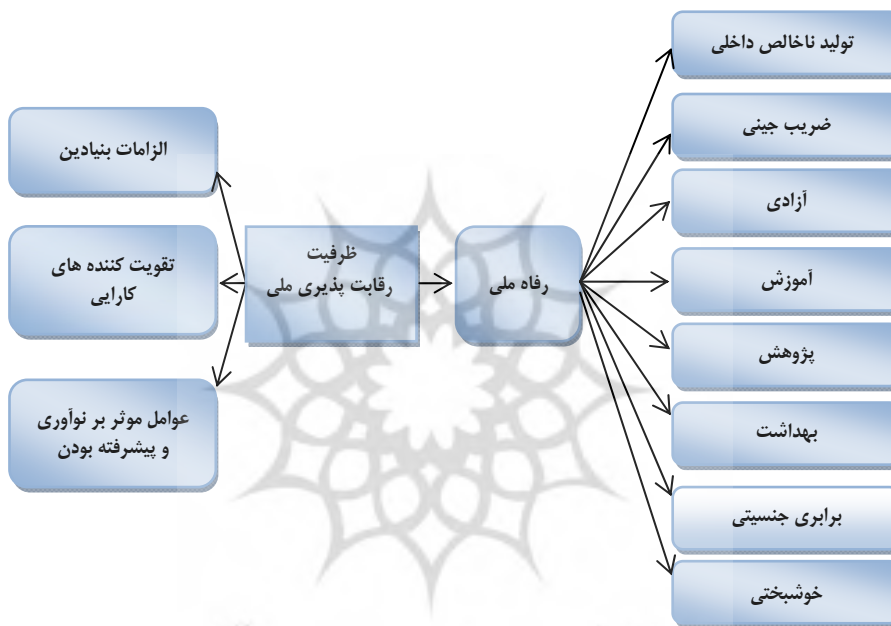 تولید ناخالص داخلی
ضریب جینی
آزادی
آموزش
پژوهش
بهداشت
برابری جنسیتی
خوشبختی
رفاه ملی
ظرفیت
رقابت پذیری ملی
الزامات بنیادین
تقویت کننده های
کارایی
عوامل موثر بر نوآوری
و پیشرفته بودن